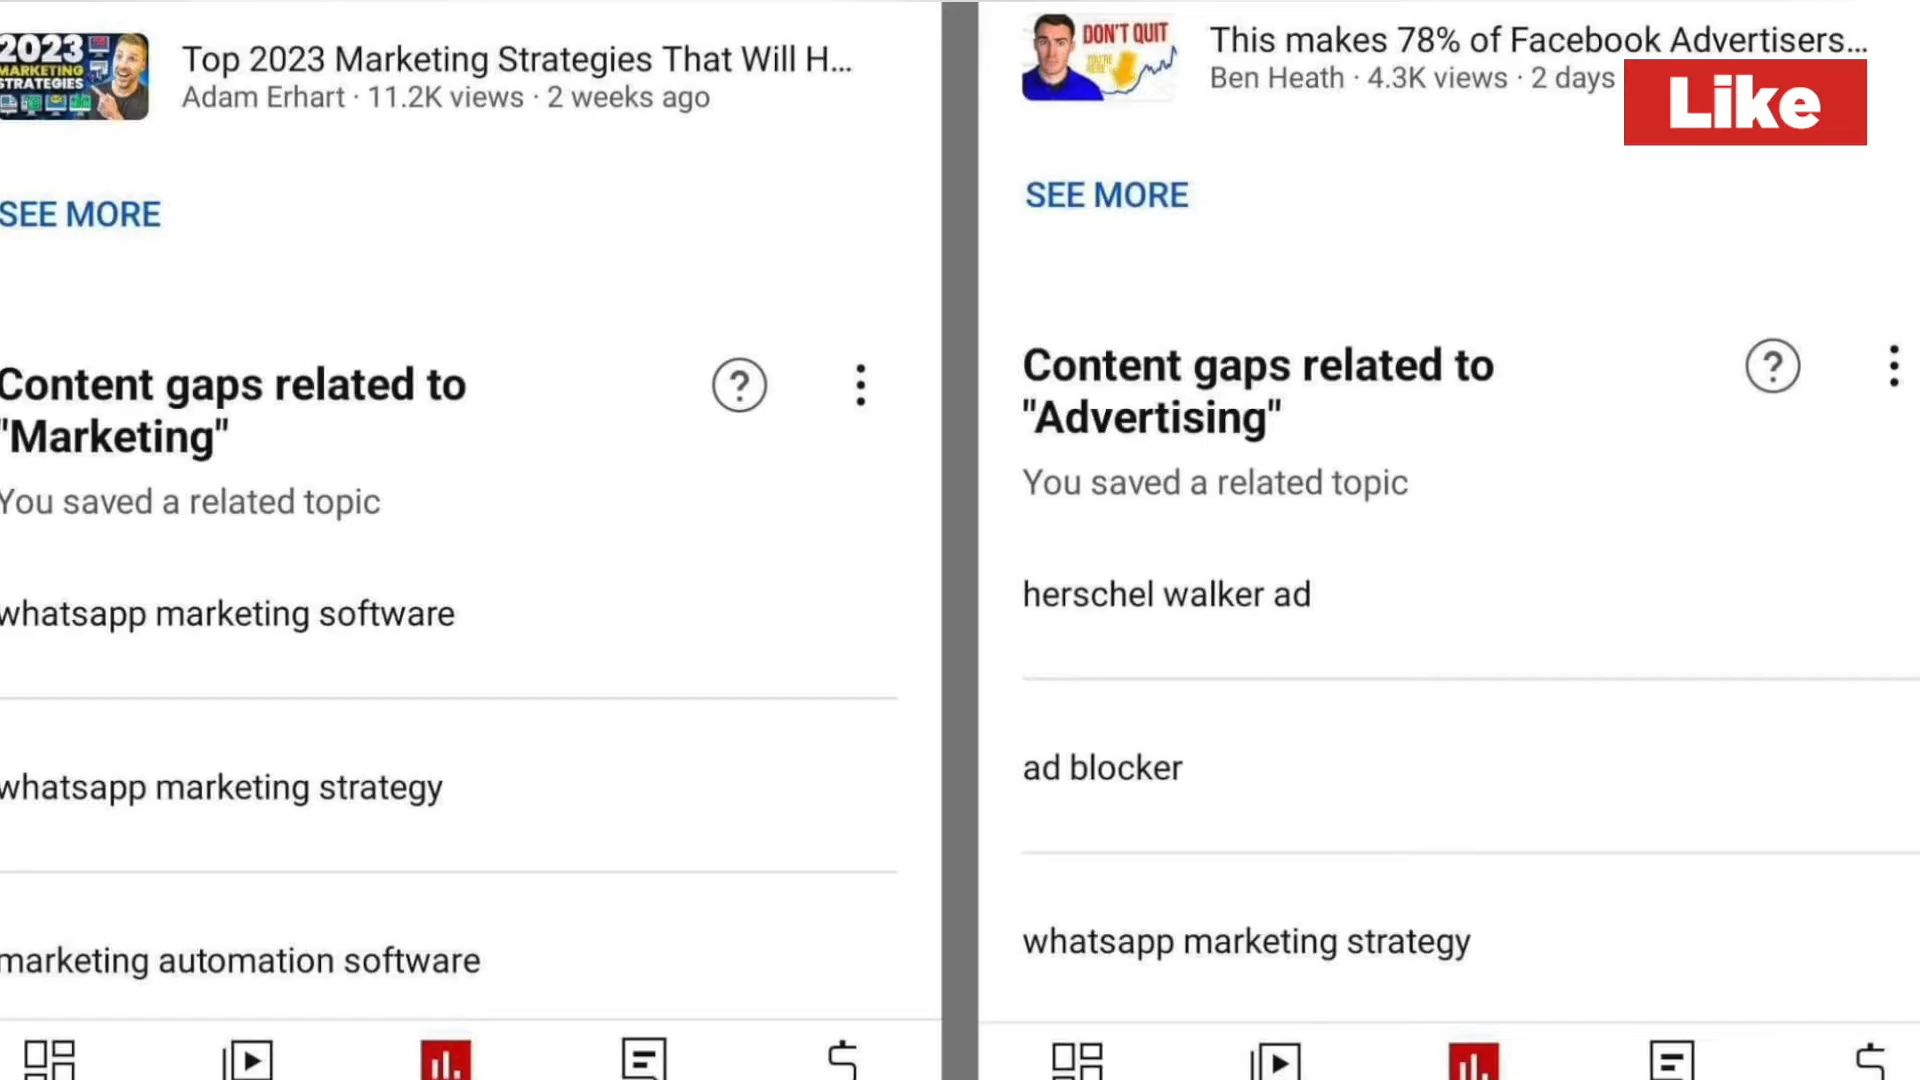 2023
MARKETING
STRATEGIES
Top 2023 Marketing Strategies That Will H...
Adam Erhart · 11.2K views · 2 weeks ago
SEE MORE
Content gaps related to
"Marketing"
You saved a related topic
whatsapp marketing software
whatsapp marketing strategy
marketing automation software
DON'T QUIT
YOU'RE
HERE
This makes 78% of Facebook Advertisers...
Ben Heath · 4.3K views · 2 days
Like
SEE MORE
Content gaps related to
"Advertising"
You saved a related topic
herschel walker ad
ad blocker
whatsapp marketing strategy